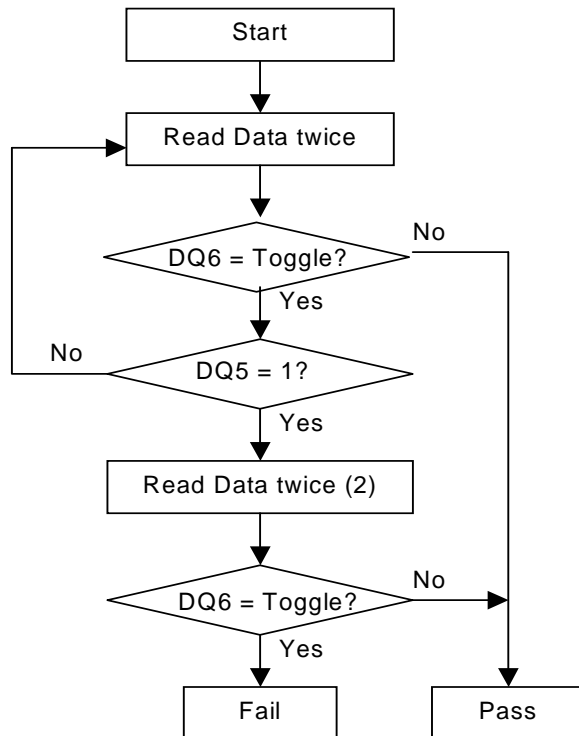 Start
Read Data twice
DQ6 = Toggle?
No
Yes
No
DQ5 = 1?
Yes
Read Data twice (2)
DQ6 = Toggle?
No
Yes
Fail
Pass